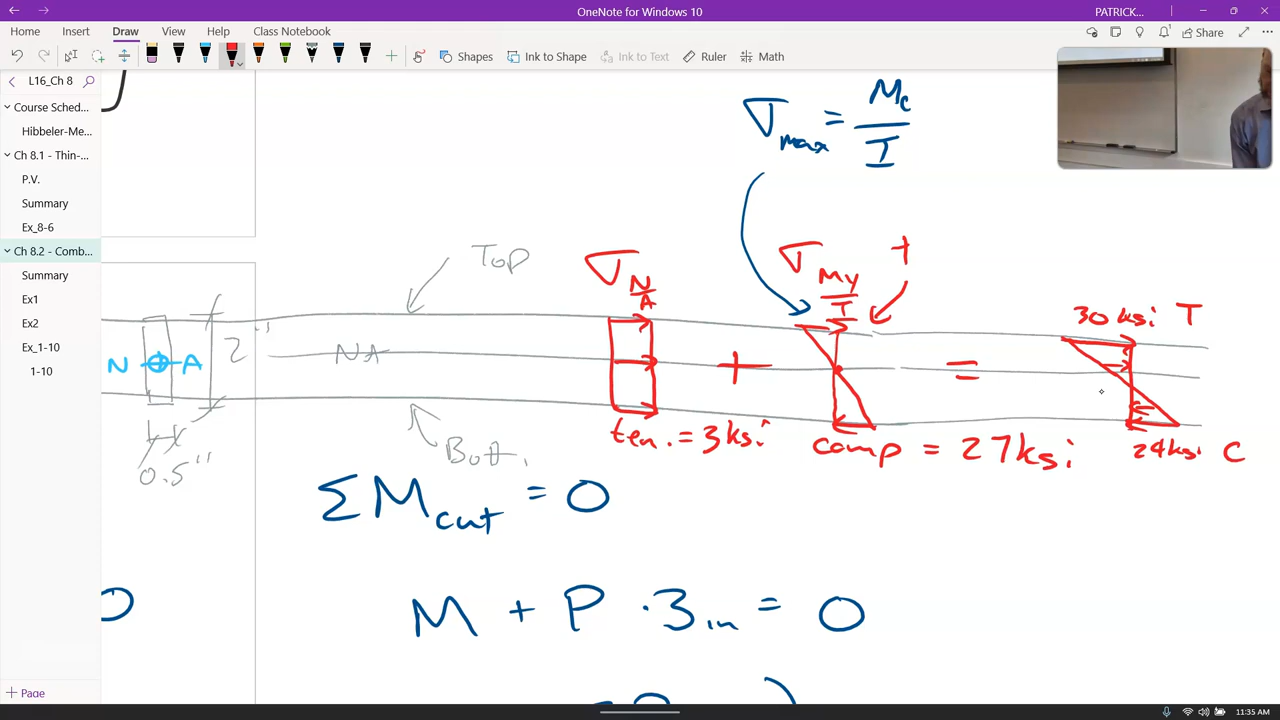 OneNote for Windows 10
PATRICK...
Home Insert Draw View Help Class Notebook
Share
Shapes
Ink to Shape
Ink to Text
Ruler
Math
L16_Ch 8
Course Sched...
Hibbeler-Me...
Ch 8.1 - Thin-...
P.V.
Summary
Ex_8-6
Ch 8.2 - Comb...
Summary
Ex1
Ex2
Ex_1-10
1-10
+ Page
σmax = Mc/I
Top
σ N/A
σ My/I
+
30 ksi T
N A
2"
NA
+
=
ten. = 3 ksi
comp = 27 ksi
24 ksi C
0.5"
Bott.
ΣMcut = 0
M + P · 3in = 0
11:35 AM